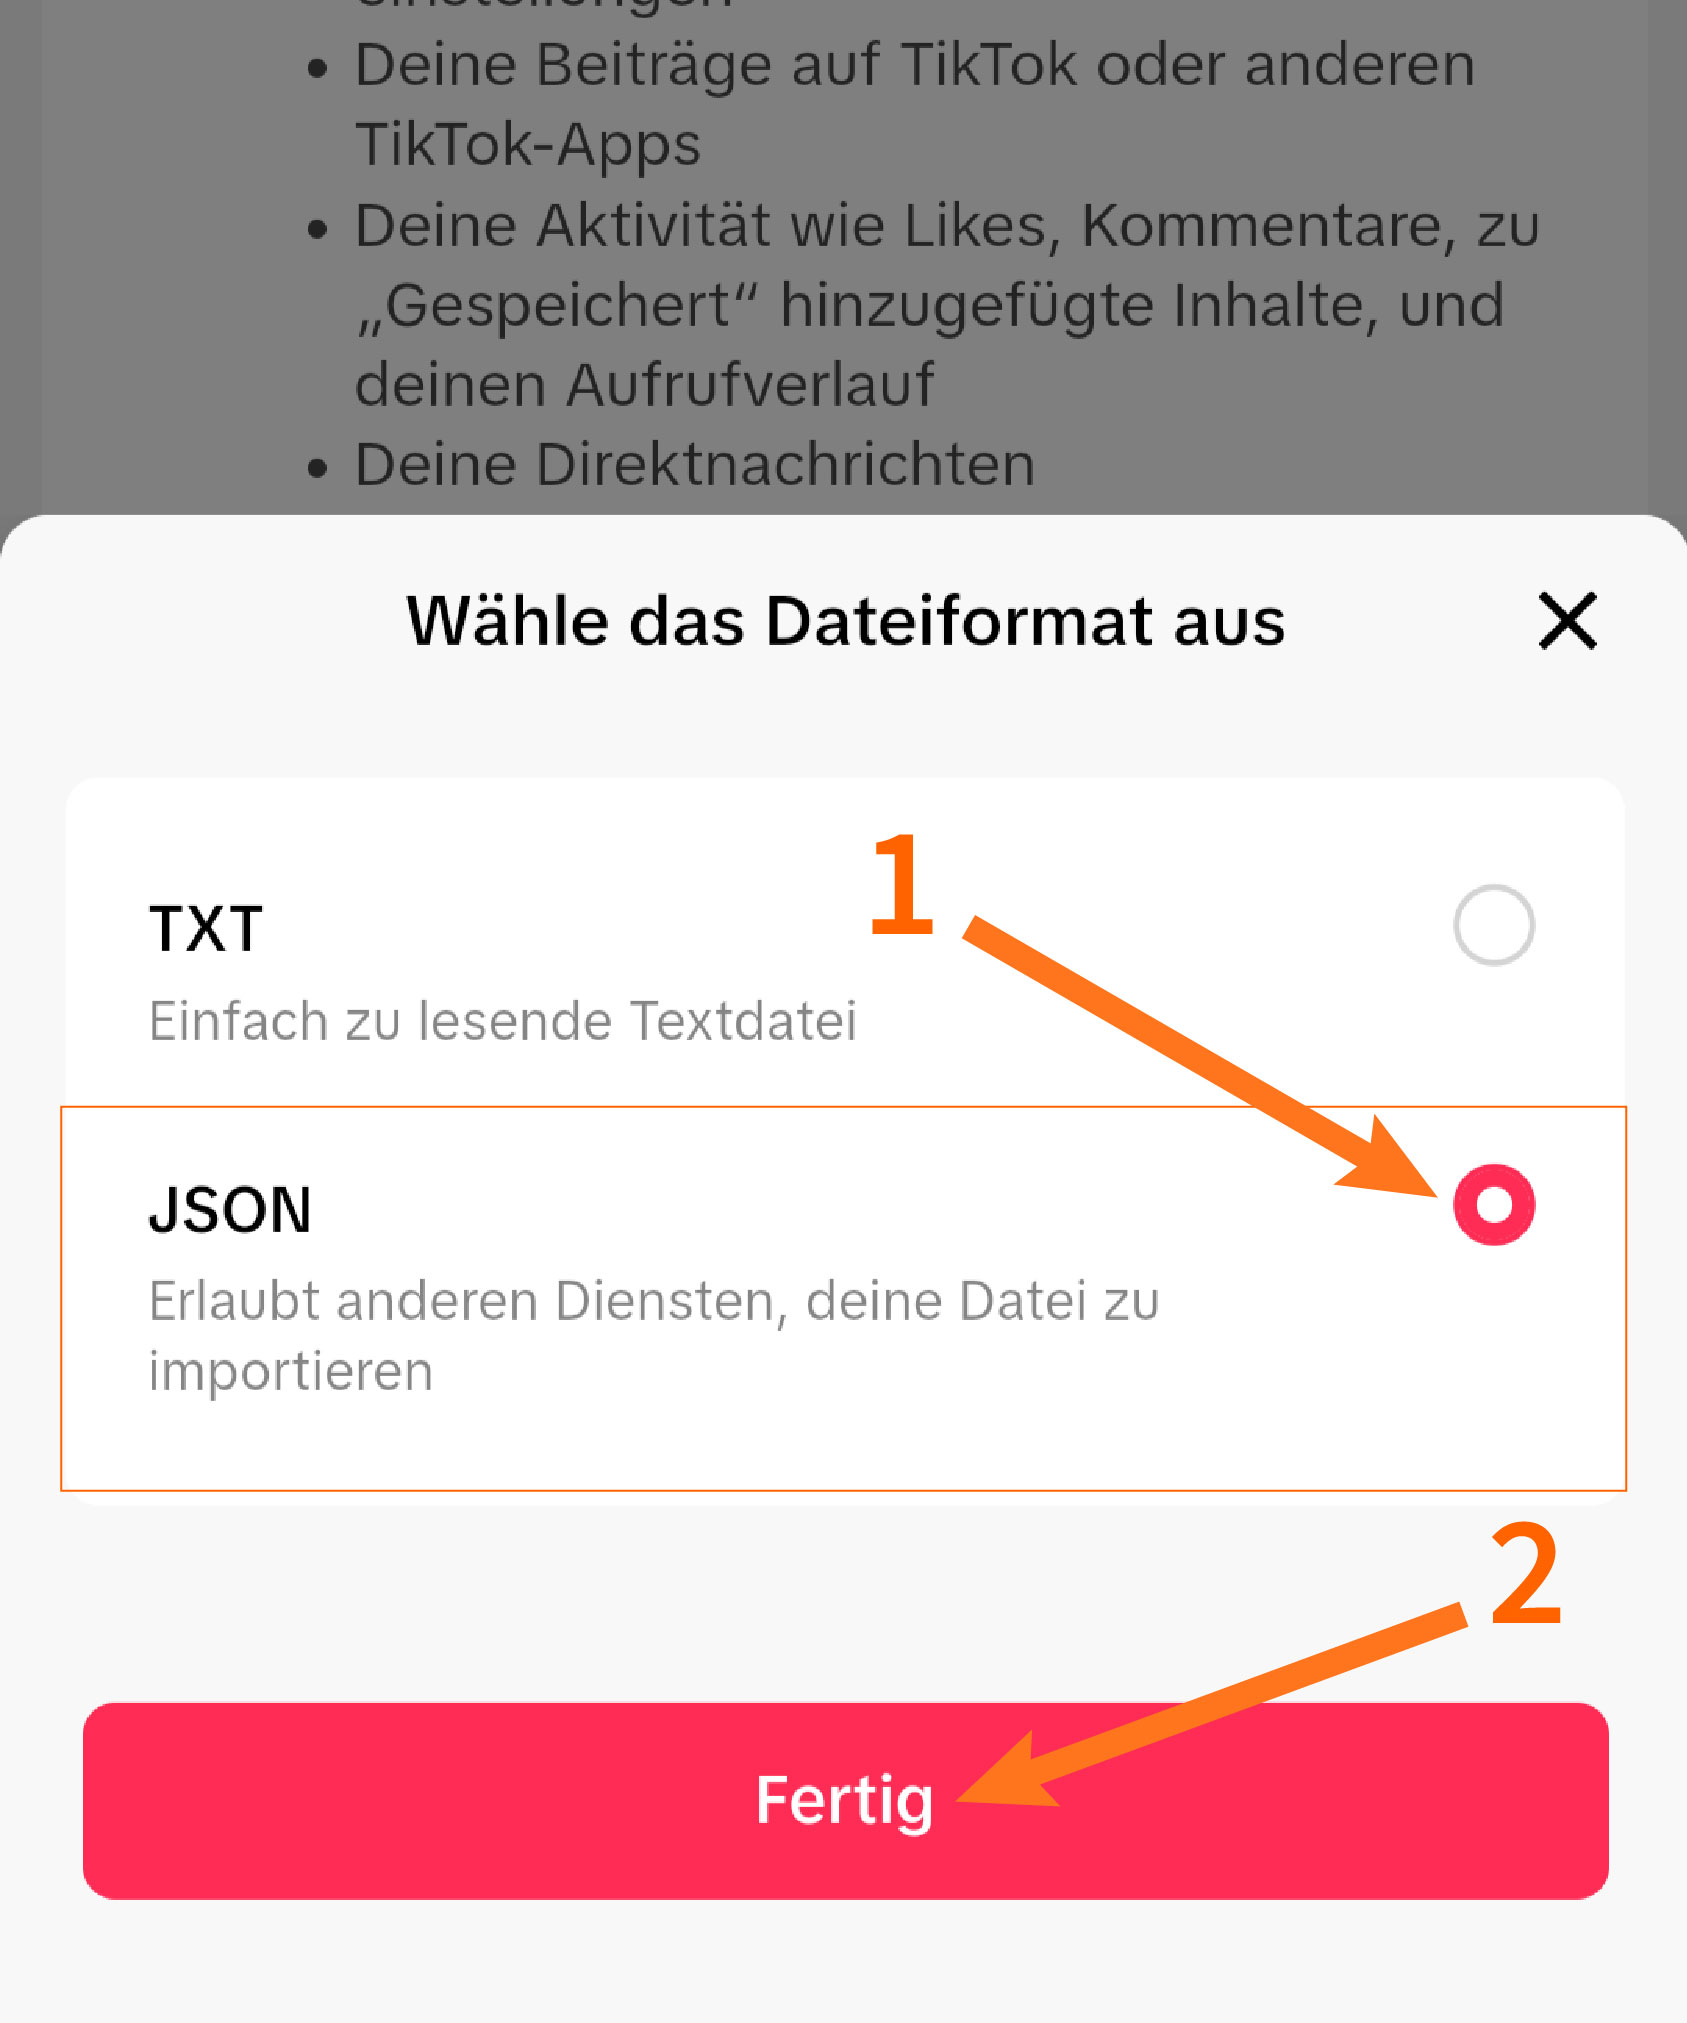 • Deine Beiträge auf TikTok oder anderen
TikTok-Apps
• Deine Aktivität wie Likes, Kommentare, zu
„Gespeichert“ hinzugefügte Inhalte, und
deinen Aufrufverlauf
• Deine Direktnachrichten
Wähle das Dateiformat aus
1
TXT
Einfach zu lesende Textdatei
JSON
Erlaubt anderen Diensten, deine Datei zu
importieren
2
Fertig